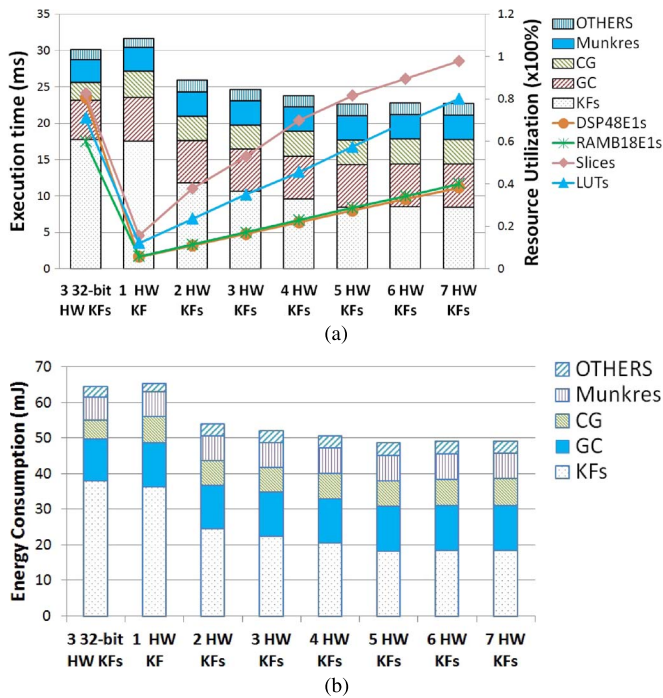 35
30
25
20
15
10
5
0
Execution time (ms)
1.2
1
0.8
0.6
0.4
0.2
0
Resource Utilization (x100%)
OTHERS
Munkres
CG
GC
KFs
DSP48E1s
RAMB18E1s
Slices
LUTs
3 32-bit HW KFs
1 HW KF
2 HW KFs
3 HW KFs
4 HW KFs
5 HW KFs
6 HW KFs
7 HW KFs
(a)
70
60
50
40
30
20
10
0
Energy Consumption (mJ)
OTHERS
Munkres
CG
GC
KFs
3 32-bit HW KFs
1 HW KF
2 HW KFs
3 HW KFs
4 HW KFs
5 HW KFs
6 HW KFs
7 HW KFs
(b)